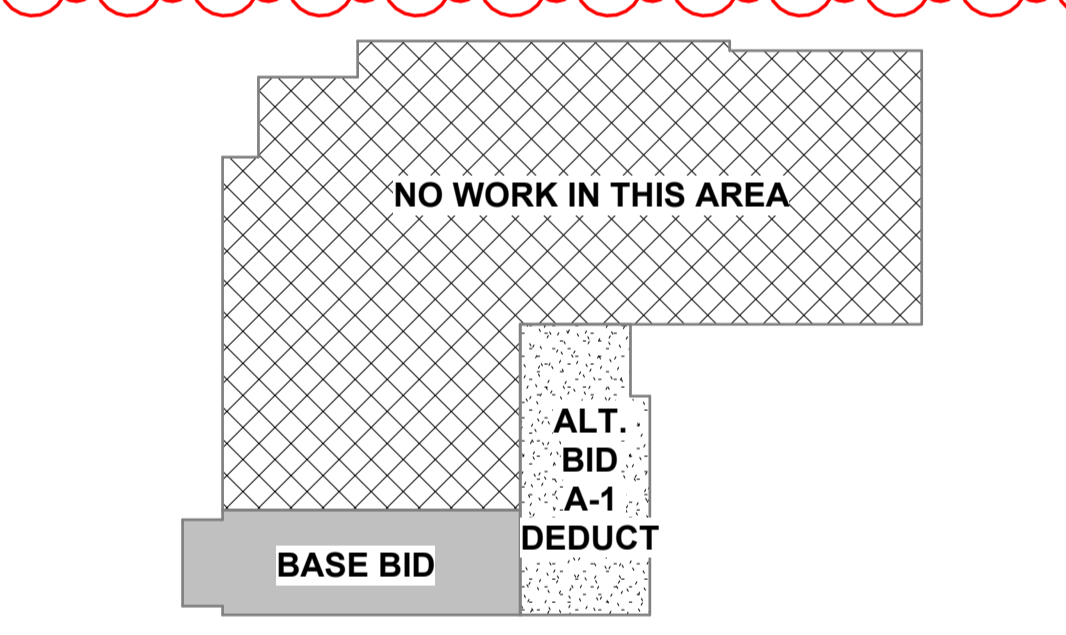 NO WORK IN THIS AREA
ALT.
BID
A-1
DEDUCT
BASE BID